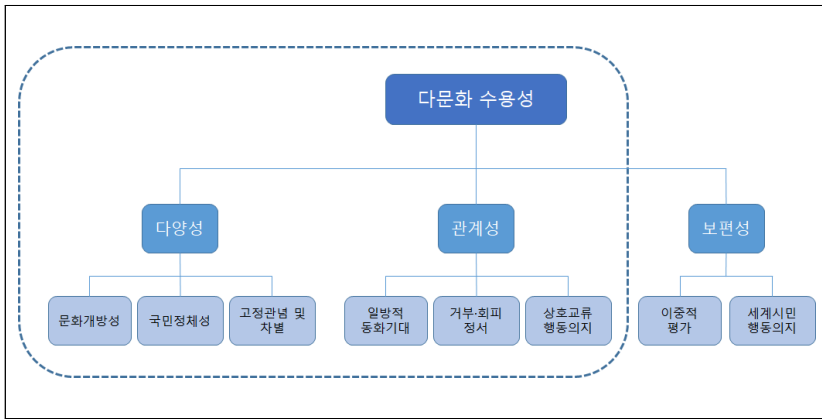 다문화 수용성
다양성
관계성
보편성
문화개방성
국민정체성
고정관념 및
차별
일방적
동화기대
거부·회피
정서
상호교류
행동의지
이중적
평가
세계시민
행동의지